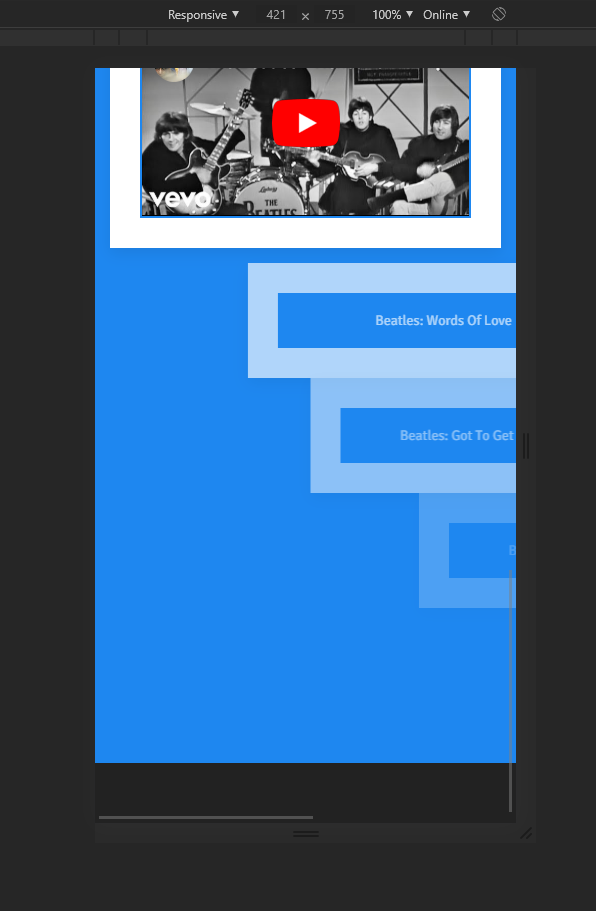 Responsive 421 × 755 100% Online
vevo
Ludwig
THE
BEATLES
Beatles: Words Of Love
Beatles: Got To Get
B